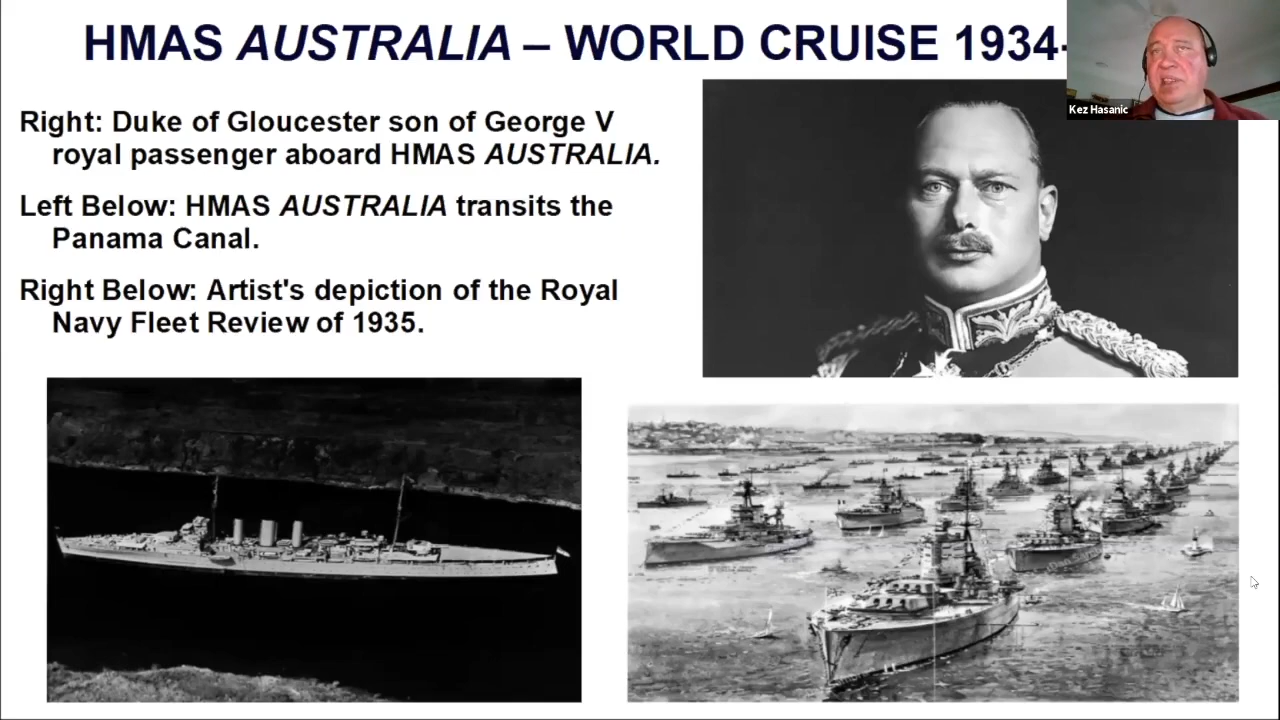 HMAS AUSTRALIA – WORLD CRUISE 1934-
Kez Hasanic
Right: Duke of Gloucester son of George V
royal passenger aboard HMAS AUSTRALIA.
Left Below: HMAS AUSTRALIA transits the
Panama Canal.
Right Below: Artist's depiction of the Royal
Navy Fleet Review of 1935.